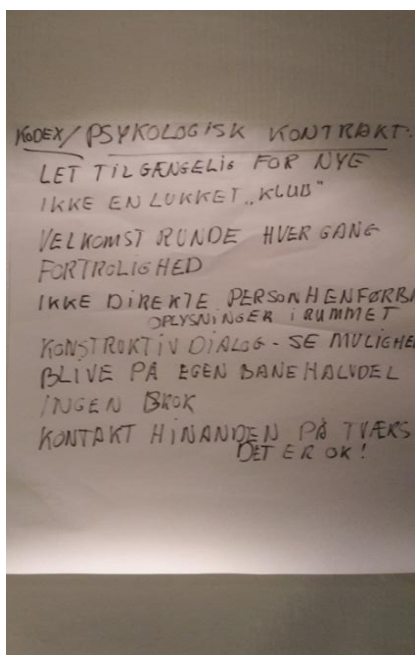 KODEX/PSYKOLOGISK KONTRAKT.
LET TILGÆNGELIG FOR NYE
IKKE EN LUKKET „KLUB"
VELKOMST RUNDE HVER GANG
FORTROLIGHED
IKKE DIREKTE PERSONHENFØRBA
OPLYSNINGER i RUMMET
KONSTRUKTIV DIALOG - SE MULIGHE
BLIVE PÅ EGEN BANEHALVDEL
INGEN BROK
KONTAKT HINANDEN PÅ TVÆRS
DET ER OK!